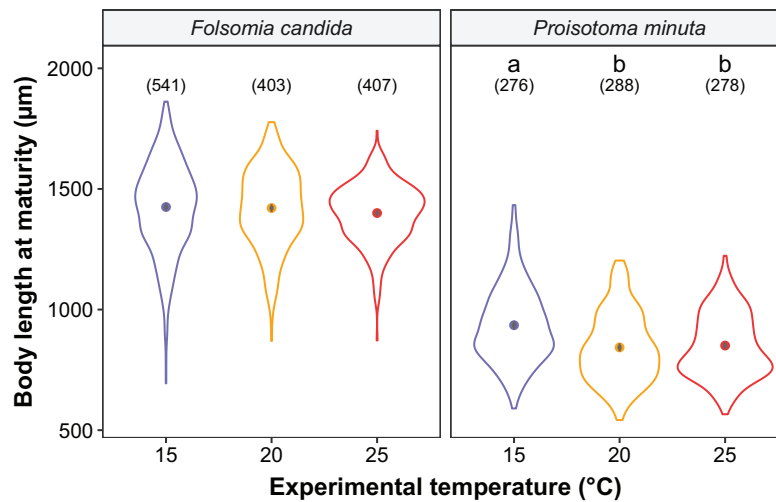 Folsomia candida
Proisotoma minuta
a b b
(541) (403) (407)
(276) (288) (278)
2000
1500
1000
500
Body length at maturity (µm)
15 20 25
15 20 25
Experimental temperature (°C)